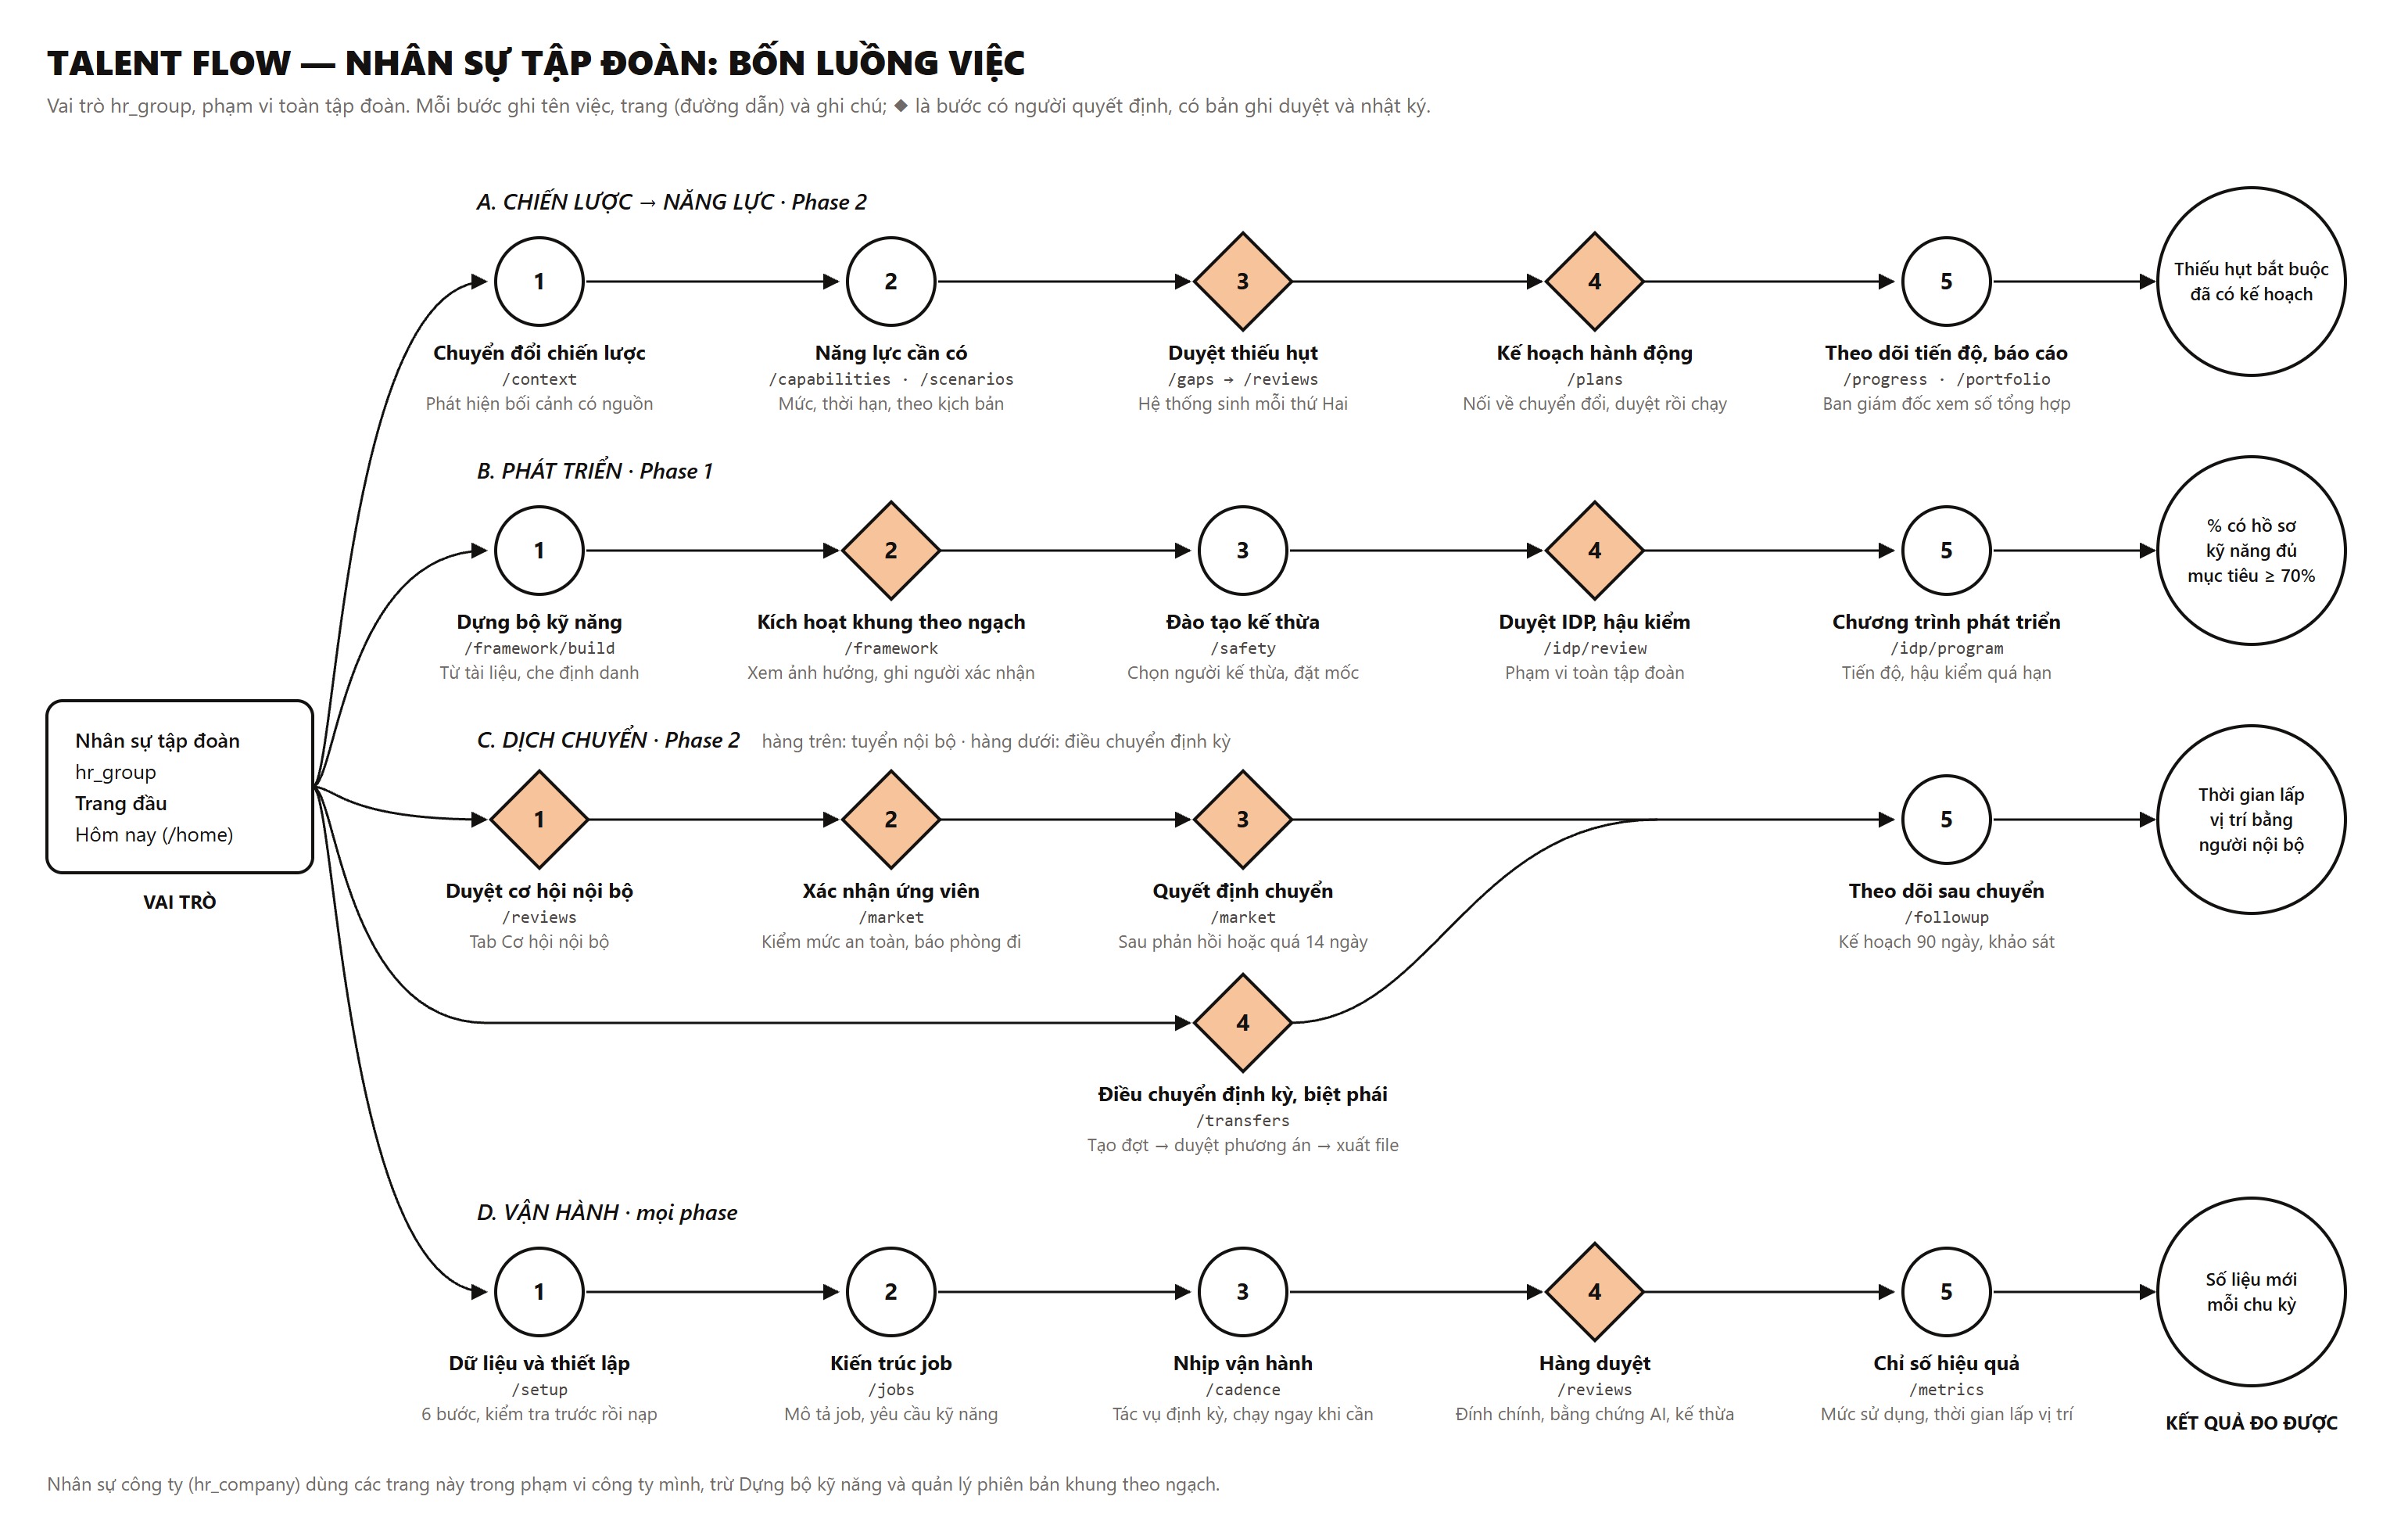 TALENT FLOW — NHÂN SỰ TẬP ĐOÀN: BỐN LUỒNG VIỆC
Vai trò hr_group, phạm vi toàn tập đoàn. Mỗi bước ghi tên việc, trang (đường dẫn) và ghi chú; ◆ là bước có người quyết định, có bản ghi duyệt và nhật ký.
A. CHIẾN LƯỢC → NĂNG LỰC · Phase 2
1
2
3
4
5
Thiếu hụt bắt buộc
đã có kế hoạch
Chuyển đổi chiến lược
/context
Phát hiện bối cảnh có nguồn
Năng lực cần có
/capabilities · /scenarios
Mức, thời hạn, theo kịch bản
Duyệt thiếu hụt
/gaps → /reviews
Hệ thống sinh mỗi thứ Hai
Kế hoạch hành động
/plans
Nối về chuyển đổi, duyệt rồi chạy
Theo dõi tiến độ, báo cáo
/progress · /portfolio
Ban giám đốc xem số tổng hợp
B. PHÁT TRIỂN · Phase 1
1
2
3
4
5
% có hồ sơ
kỹ năng đủ
mục tiêu ≥ 70%
Dựng bộ kỹ năng
/framework/build
Từ tài liệu, che định danh
Kích hoạt khung theo ngạch
/framework
Xem ảnh hưởng, ghi người xác nhận
Đào tạo kế thừa
/safety
Chọn người kế thừa, đặt mốc
Duyệt IDP, hậu kiểm
/idp/review
Phạm vi toàn tập đoàn
Chương trình phát triển
/idp/program
Tiến độ, hậu kiểm quá hạn
Nhân sự tập đoàn
hr_group
Trang đầu
Hôm nay (/home)
VAI TRÒ
C. DỊCH CHUYỂN · Phase 2 hàng trên: tuyển nội bộ · hàng dưới: điều chuyển định kỳ
1
2
3
5
Thời gian lấp
vị trí bằng
người nội bộ
Duyệt cơ hội nội bộ
/reviews
Tab Cơ hội nội bộ
Xác nhận ứng viên
/market
Kiểm mức an toàn, báo phòng đi
Quyết định chuyển
/market
Sau phản hồi hoặc quá 14 ngày
Theo dõi sau chuyển
/followup
Kế hoạch 90 ngày, khảo sát
4
Điều chuyển định kỳ, biệt phái
/transfers
Tạo đợt → duyệt phương án → xuất file
D. VẬN HÀNH · mọi phase
1
2
3
4
5
Số liệu mới
mỗi chu kỳ
Dữ liệu và thiết lập
/setup
6 bước, kiểm tra trước rồi nạp
Kiến trúc job
/jobs
Mô tả job, yêu cầu kỹ năng
Nhịp vận hành
/cadence
Tác vụ định kỳ, chạy ngay khi cần
Hàng duyệt
/reviews
Đính chính, bằng chứng AI, kế thừa
Chỉ số hiệu quả
/metrics
Mức sử dụng, thời gian lấp vị trí
KẾT QUẢ ĐO ĐƯỢC
Nhân sự công ty (hr_company) dùng các trang này trong phạm vi công ty mình, trừ Dựng bộ kỹ năng và quản lý phiên bản khung theo ngạch.